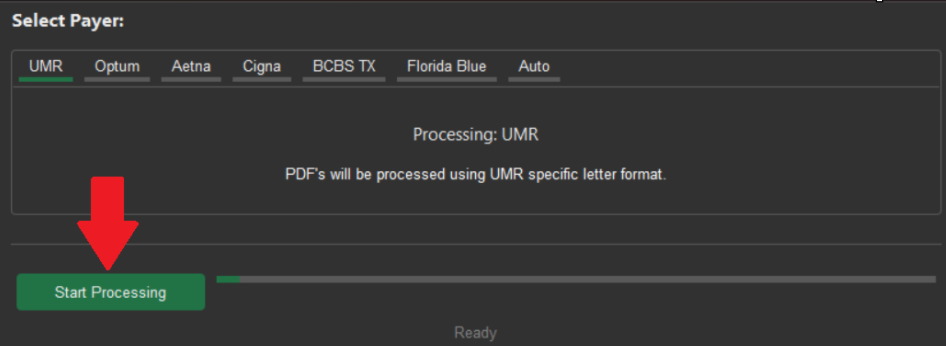 Select Payer:
UMR Optum Aetna Cigna BCBS TX Florida Blue Auto
Processing: UMR
PDF's will be processed using UMR specific letter format.
Start Processing
Ready